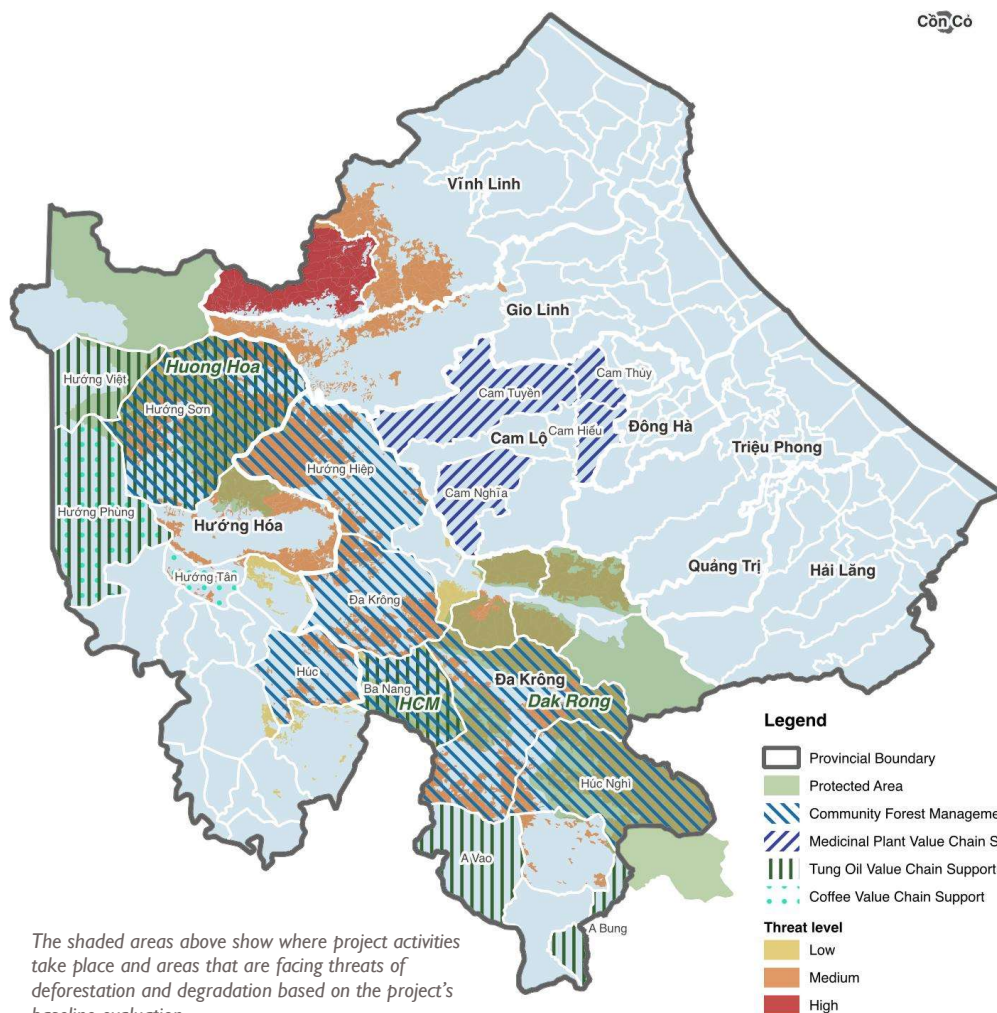 Cồn Cỏ
Vĩnh Linh
Gio Linh
Huong Hoa
Hướng Việt
Hướng Sơn
Cam Thủy
Cam Tuyền
Cam Lộ
Cam Hiếu
Đông Hà
Triệu Phong
Hướng Hiệp
Cam Nghĩa
Hướng Phùng
Hướng Hóa
Quảng Trị
Hải Lăng
Hướng Tân
Đa Krông
Húc
Ba Nang
HCM
Đa Krông
Dak Rong
Húc Nghì
A Vao
A Bung
Legend
Provincial Boundary
Protected Area
Community Forest Manageme
Medicinal Plant Value Chain S
Tung Oil Value Chain Support
Coffee Value Chain Support
Threat level
Low
Medium
High
The shaded areas above show where project activities
take place and areas that are facing threats of
deforestation and degradation based on the project's
baseline evaluation